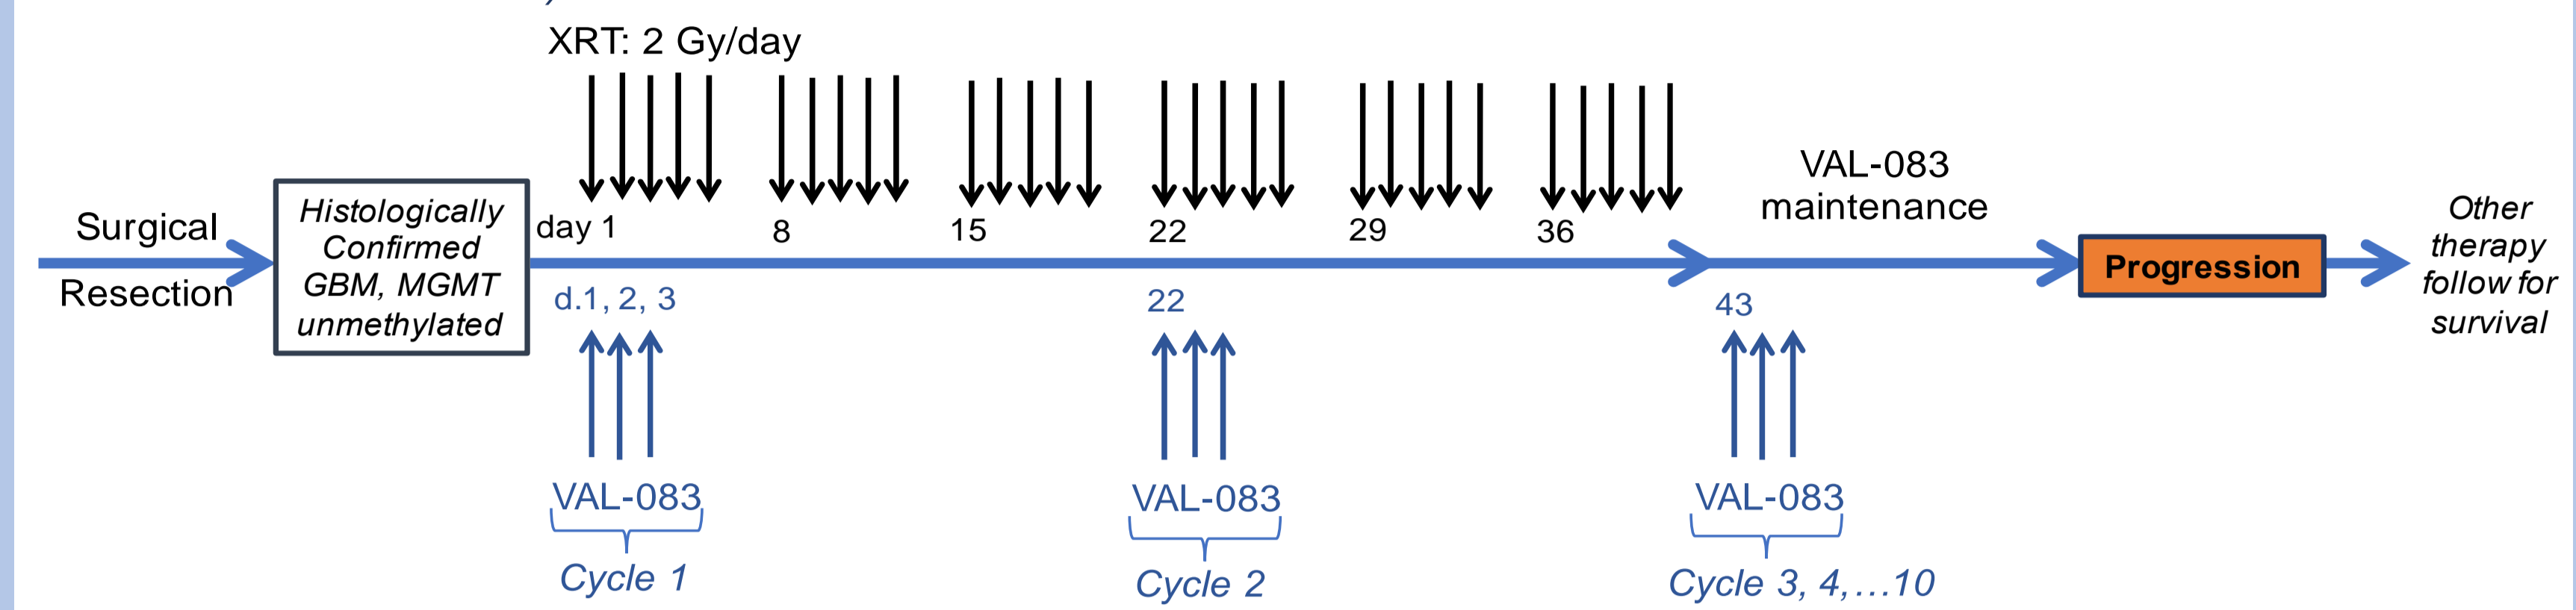 XRT: 2 Gy/day
Surgical
Resection
Histologically
Confirmed
GBM, MGMT
unmethylated
day 1
8
15
22
29
36
VAL-083
maintenance
Progression
Other
therapy
follow for
survival
d.1, 2, 3
22
43
VAL-083
VAL-083
VAL-083
Cycle 1
Cycle 2
Cycle 3, 4,...10